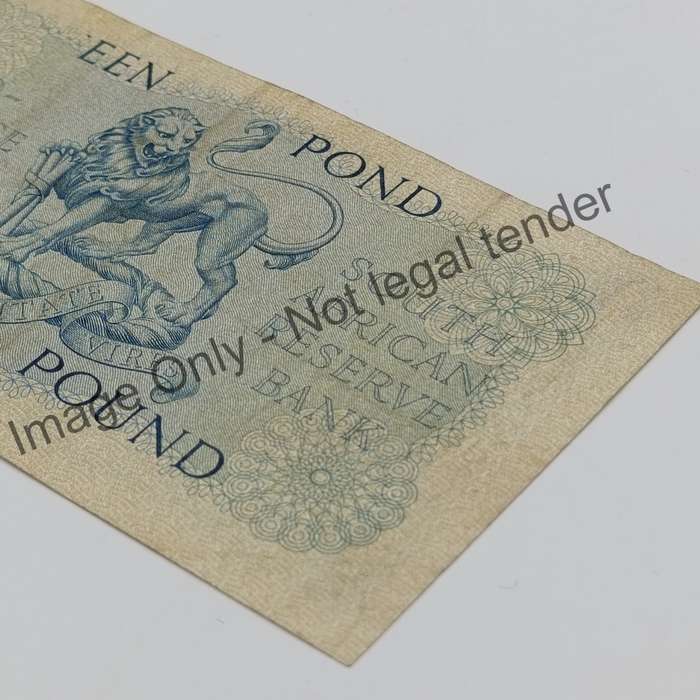 EEN POND
SOUTH
AFRICAN
RESERVE
BANK
POUND
Image Only - Not legal tender